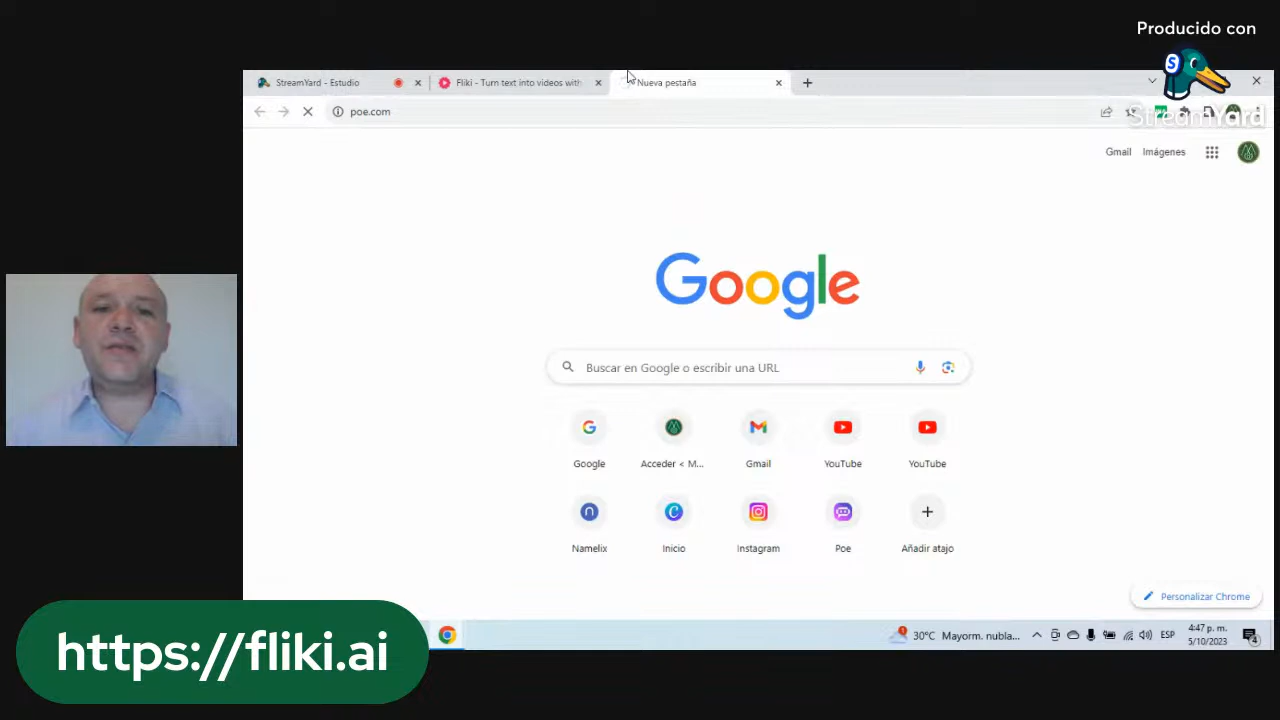 Producido con
StreamYard
StreamYard - Estudio
Fliki - Turn text into videos with
Nueva pestaña
poe.com
Gmail
Imágenes
Google
Buscar en Google o escribir una URL
Google
Acceder < M...
Gmail
YouTube
YouTube
Namelix
Inicio
Instagram
Poe
Añadir atajo
Personalizar Chrome
30°C Mayorm. nubla...
ESP
4:47 p. m.
5/10/2023
4
https://fliki.ai